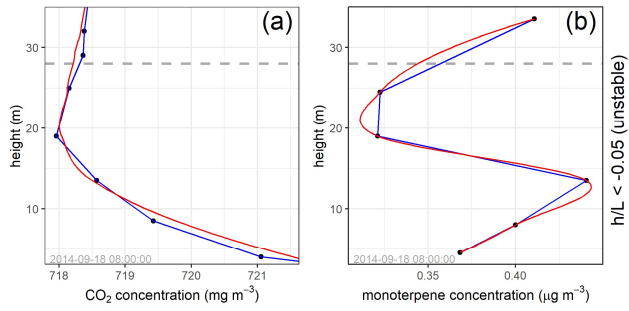 (a)
30
20
10
height (m)
2014-09-18 08:00:00
718 719 720 721
CO₂ concentration (mg m⁻³)
(b)
30
20
10
height (m)
2014-09-18 08:00:00
0.35 0.40
monoterpene concentration (μg m⁻³)
h/L < -0.05 (unstable)